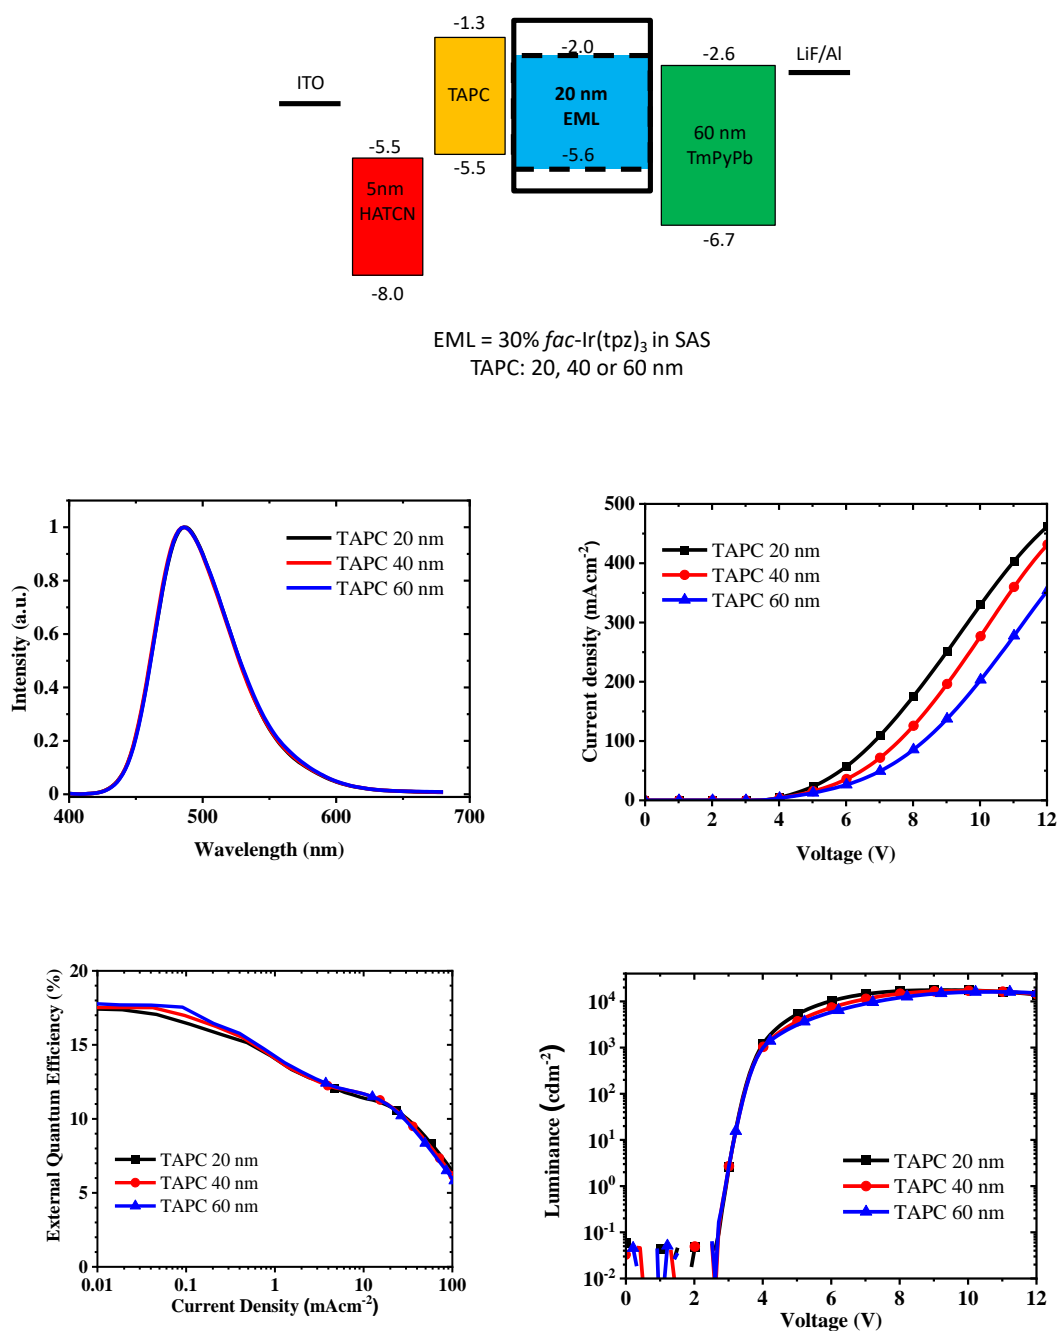 -1.3
-2.0
-2.6
LiF/Al
ITO
TAPC
20 nm
EML
60 nm
TmPyPb
-5.5
-5.5
-5.6
5nm
HATCN
-6.7
-8.0
EML = 30% fac-Ir(tpz)₃ in SAS
TAPC: 20, 40 or 60 nm
Intensity (a.u.)
1
0.8
0.6
0.4
0.2
0
400
500
600
700
Wavelength (nm)
TAPC 20 nm
TAPC 40 nm
TAPC 60 nm
Current density (mAcm⁻²)
500
400
300
200
100
0
0
2
4
6
8
10
12
Voltage (V)
TAPC 20 nm
TAPC 40 nm
TAPC 60 nm
External Quantum Efficiency (%)
20
15
10
5
0
0.01
0.1
1
10
100
Current Density (mAcm⁻²)
TAPC 20 nm
TAPC 40 nm
TAPC 60 nm
Luminance (cdm⁻²)
10⁴
10³
10²
10¹
10⁰
10⁻¹
10⁻²
0
2
4
6
8
10
12
Voltage (V)
TAPC 20 nm
TAPC 40 nm
TAPC 60 nm